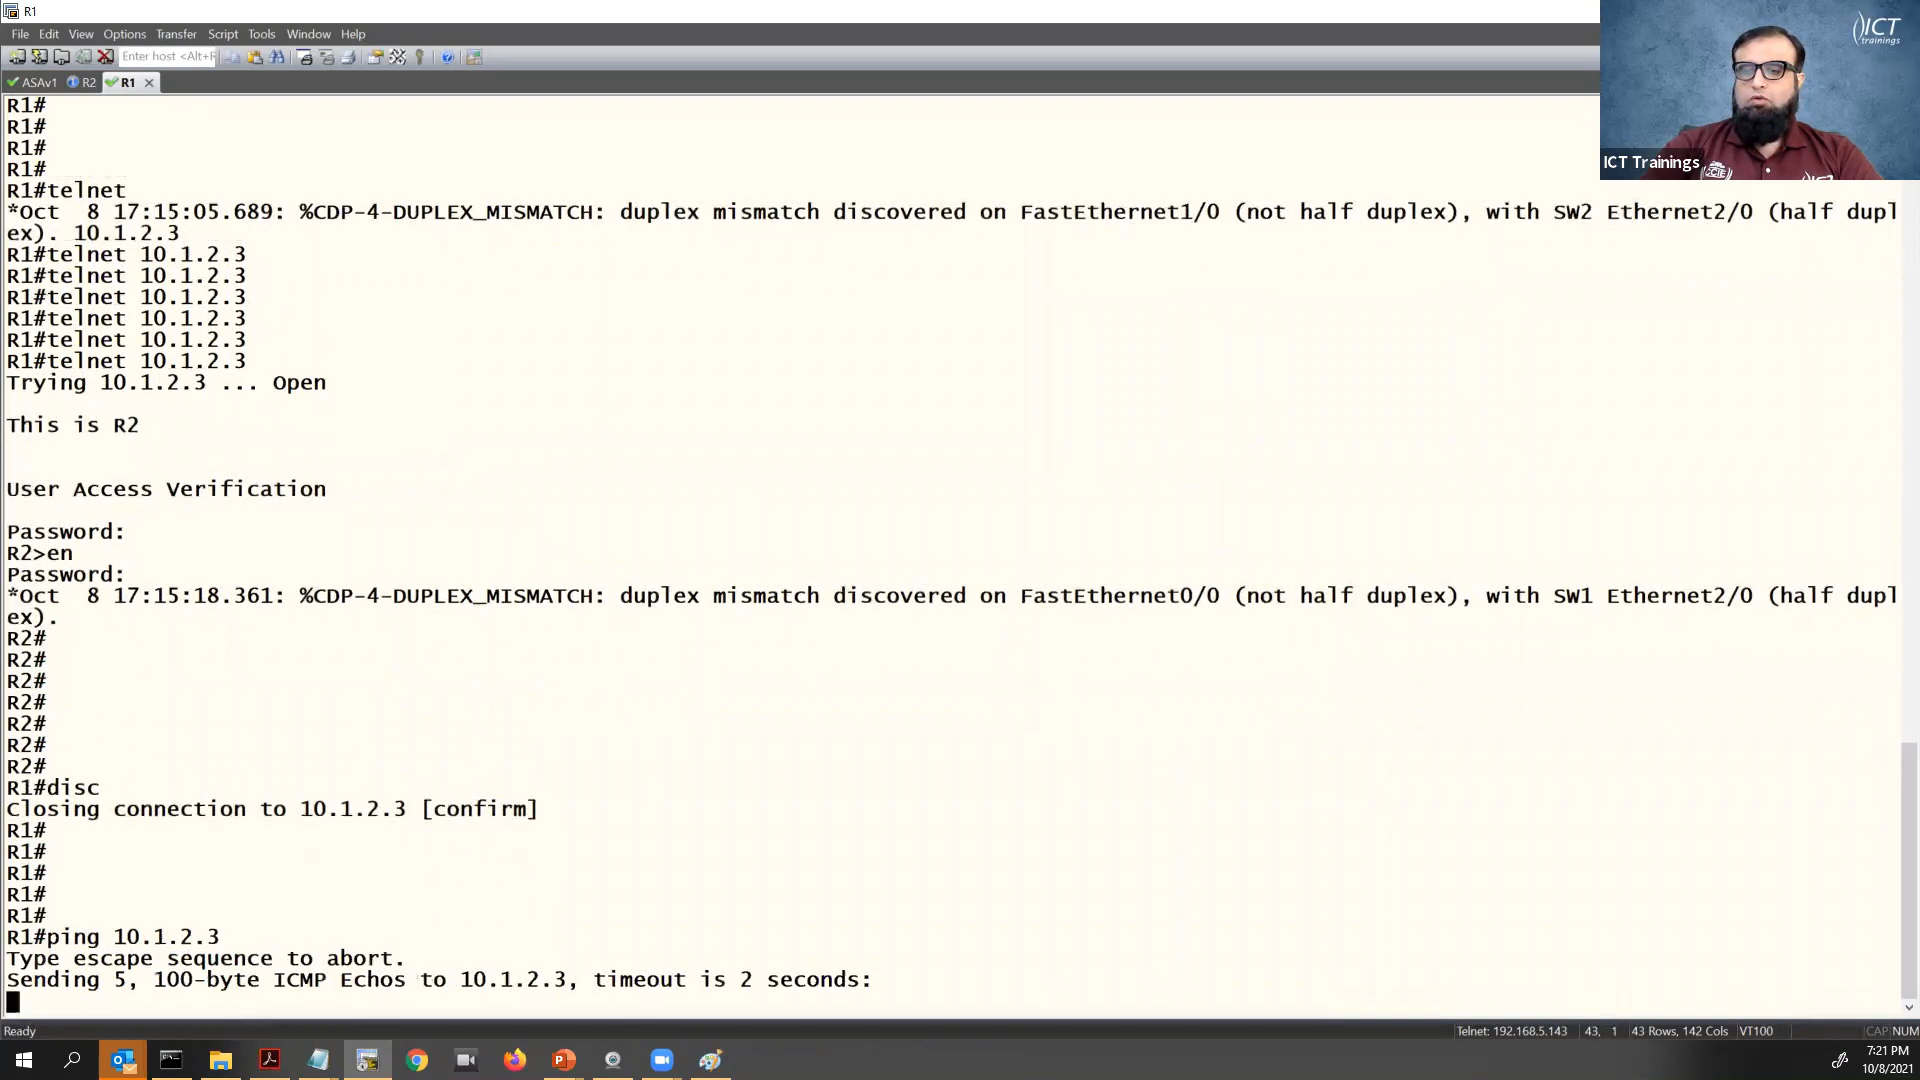 R1
File Edit View Options Transfer Script Tools Window Help
Enter host <Alt+R
ASAv1 R2 R1
R1#
R1#
R1#
R1#
R1#telnet
*Oct  8 17:15:05.689: %CDP-4-DUPLEX_MISMATCH: duplex mismatch discovered on FastEthernet1/0 (not half duplex), with SW2 Ethernet2/0 (half dupl
ex). 10.1.2.3
R1#telnet 10.1.2.3
R1#telnet 10.1.2.3
R1#telnet 10.1.2.3
R1#telnet 10.1.2.3
R1#telnet 10.1.2.3
R1#telnet 10.1.2.3
Trying 10.1.2.3 ... Open
This is R2
User Access Verification
Password:
R2>en
Password:
*Oct  8 17:15:18.361: %CDP-4-DUPLEX_MISMATCH: duplex mismatch discovered on FastEthernet0/0 (not half duplex), with SW1 Ethernet2/0 (half dupl
ex).
R2#
R2#
R2#
R2#
R2#
R2#
R2#
R1#disc
Closing connection to 10.1.2.3 [confirm]
R1#
R1#
R1#
R1#
R1#
R1#ping 10.1.2.3
Type escape sequence to abort.
Sending 5, 100-byte ICMP Echos to 10.1.2.3, timeout is 2 seconds:
Ready
Telnet: 192.168.5.143 43, 1 43 Rows, 142 Cols VT100 CAP NUM
7:21 PM
10/8/2021
ICT
trainings
ICT Trainings
CCIE